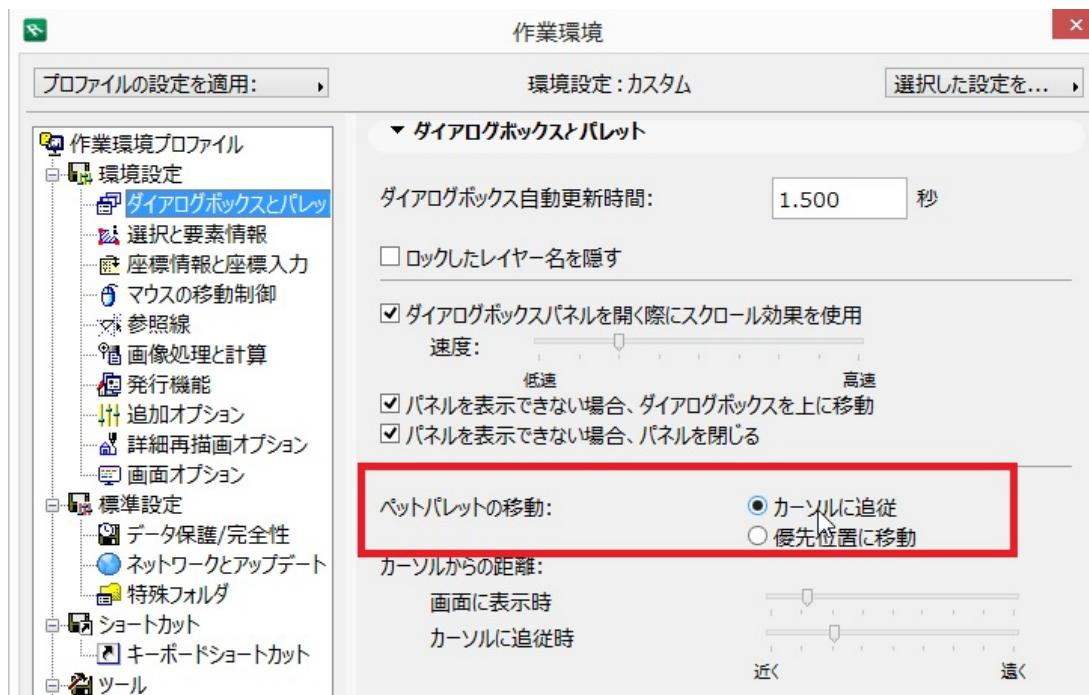 作業環境
プロファイルの設定を適用:
環境設定:カスタム
選択した設定を...
作業環境プロファイル
環境設定
ダイアログボックスとパレッ
選択と要素情報
座標情報と座標入力
マウスの移動制御
参照線
画像処理と計算
発行機能
追加オプション
詳細再描画オプション
画面オプション
標準設定
データ保護/完全性
ネットワークとアップデート
特殊フォルダ
ショートカット
キーボードショートカット
ツール
ダイアログボックスとパレット
ダイアログボックス自動更新時間: 1.500 秒
ロックしたレイヤー名を隠す
ダイアログボックスパネルを開く際にスクロール効果を使用
速度:
低速 高速
パネルを表示できない場合、ダイアログボックスを上に移動
パネルを表示できない場合、パネルを閉じる
ペットパレットの移動: カーソルに追従
優先位置に移動
カーソルからの距離:
画面に表示時
カーソルに追従時
近く 遠く